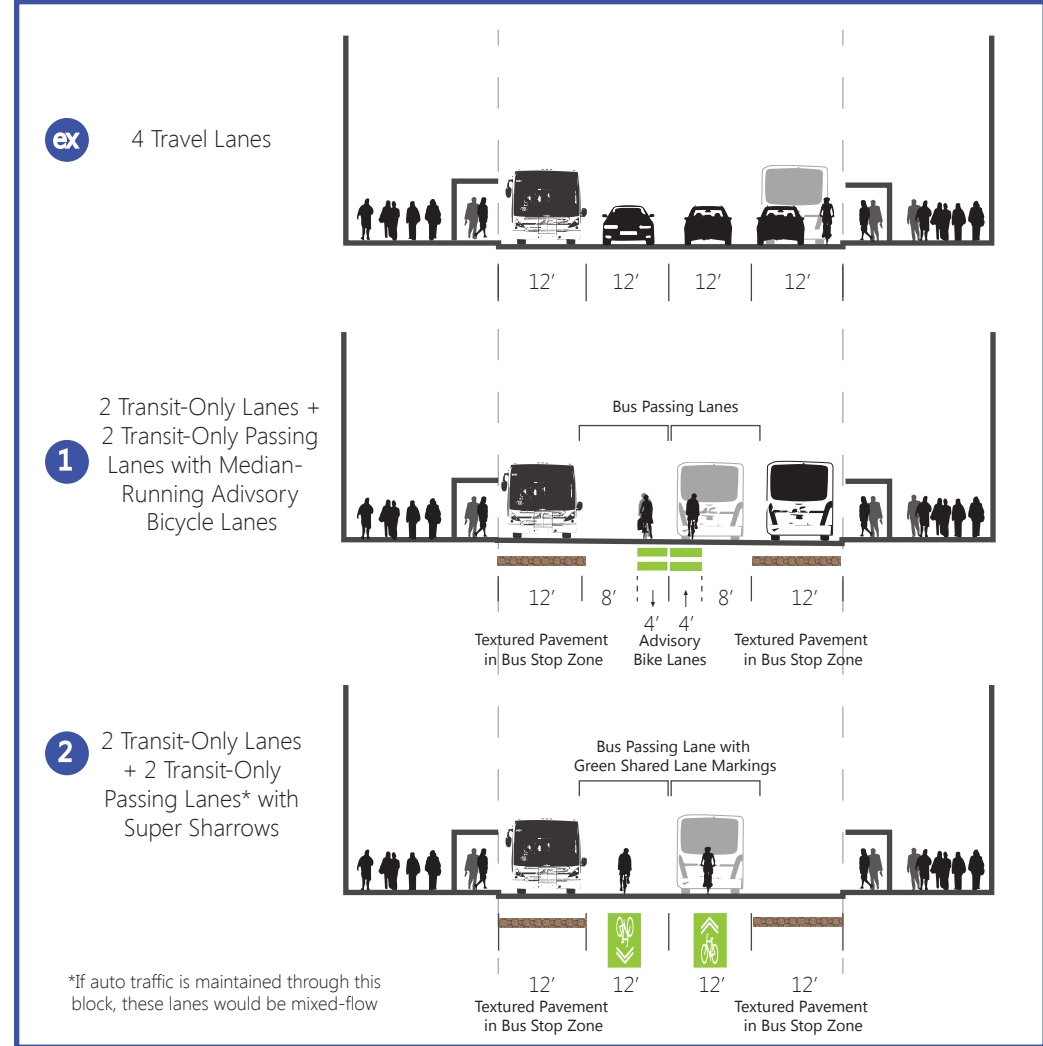 ex
4 Travel Lanes
12’
12’
12’
12’
1
2 Transit-Only Lanes +
2 Transit-Only Passing
Lanes with Median-
Running Adivsory
Bicycle Lanes
Bus Passing Lanes
12’
8’
4’
4’
8’
12’
Textured Pavement
in Bus Stop Zone
Advisory
Bike Lanes
Textured Pavement
in Bus Stop Zone
2
2 Transit-Only Lanes
+ 2 Transit-Only
Passing Lanes* with
Super Sharrows
Bus Passing Lane with
Green Shared Lane Markings
12’
12’
12’
12’
Textured Pavement
in Bus Stop Zone
Textured Pavement
in Bus Stop Zone
*If auto traffic is maintained through this
block, these lanes would be mixed-flow